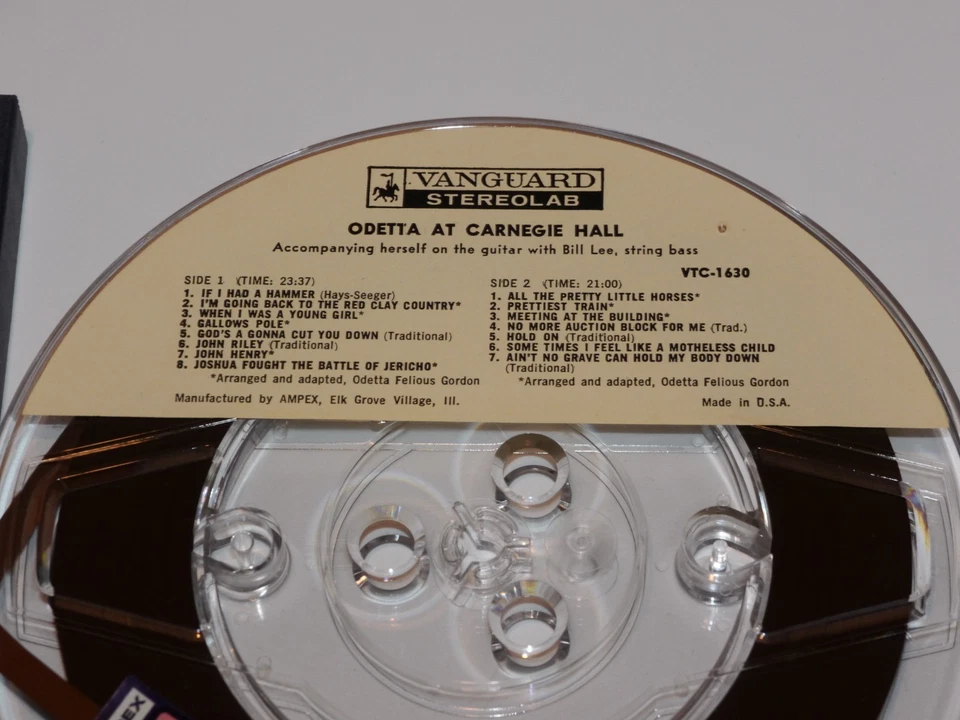 VANGUARD
STEREOLAB
ODETTA AT CARNEGIE HALL
Accompanying herself on the guitar with Bill Lee, string bass
VTC-1630
SIDE 1 (TIME: 23:37)
1. IF I HAD A HAMMER (Hays-Seeger)
2. I'M GOING BACK TO THE RED CLAY COUNTRY*
3. WHEN I WAS A YOUNG GIRL*
4. GALLOWS POLE*
5. GOD'S A GONNA CUT YOU DOWN (Traditional)
6. JOHN RILEY (Traditional)
7. JOHN HENRY*
8. JOSHUA FOUGHT THE BATTLE OF JERICHO*
*Arranged and adapted, Odetta Felious Gordon
SIDE 2 (TIME: 21:00)
1. ALL THE PRETTY LITTLE HORSES*
2. PRETTIEST TRAIN*
3. MEETING AT THE BUILDING*
4. NO MORE AUCTION BLOCK FOR ME (Trad.)
5. HOLD ON (Traditional)
6. SOME TIMES I FEEL LIKE A MOTHELESS CHILD
7. AIN'T NO GRAVE CAN HOLD MY BODY DOWN
(Traditional)
*Arranged and adapted, Odetta Felious Gordon
Manufactured by AMPEX, Elk Grove Village, Ill.
Made in U.S.A.